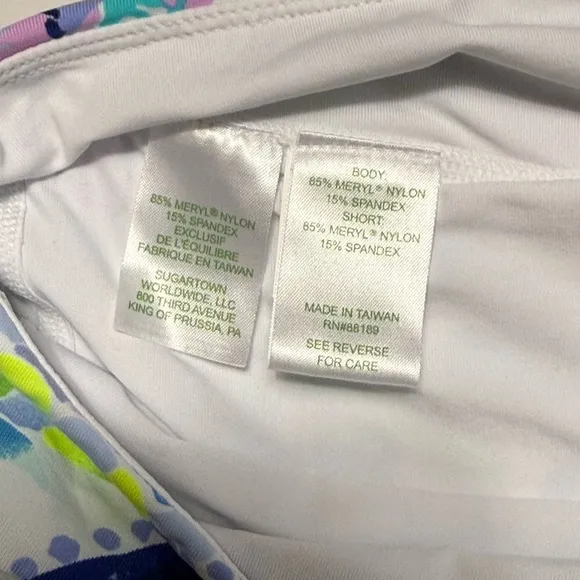 85% MERYL® NYLON
15% SPANDEX
EXCLUSIF
DE L'ÉQUILIBRE
FABRIQUE EN TAIWAN
SUGARTOWN
WORLDWIDE, LLC
800 THIRD AVENUE
KING OF PRUSSIA, PA
BODY:
85% MERYL® NYLON
15% SPANDEX
SHORT:
85% MERYL® NYLON
15% SPANDEX
MADE IN TAIWAN
RN#88189
SEE REVERSE
FOR CARE